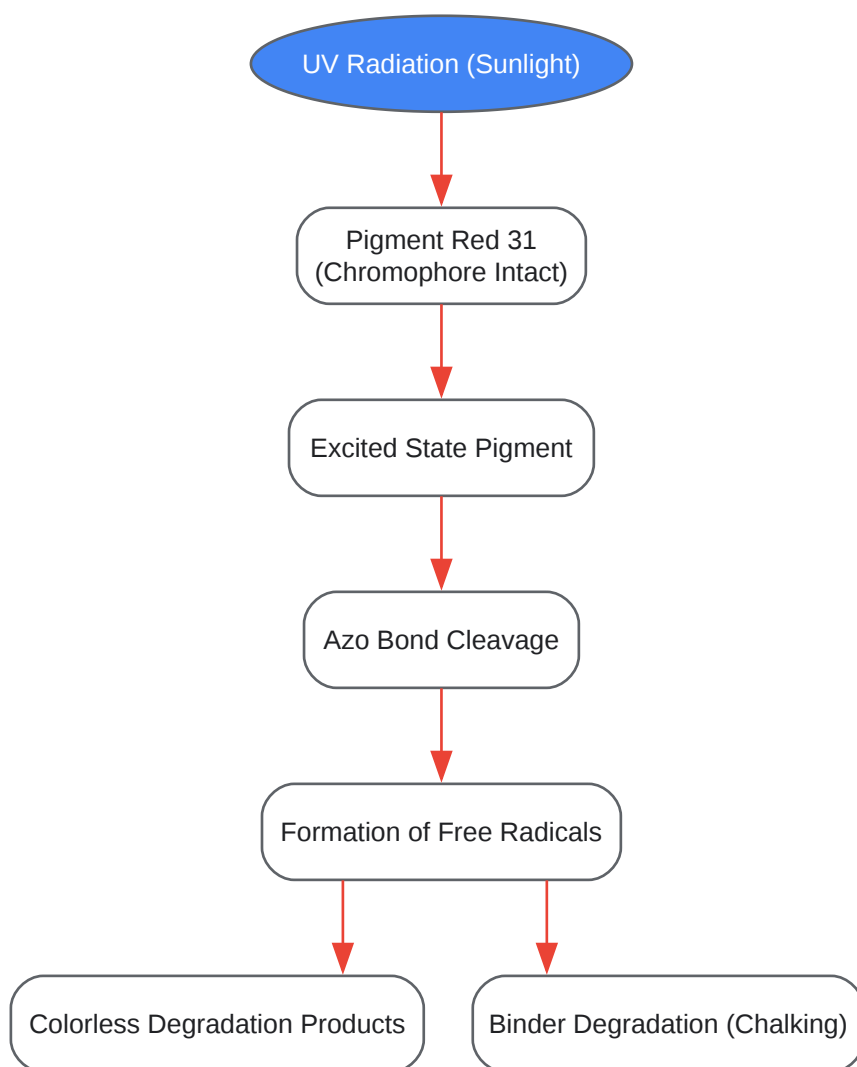 UV Radiation (Sunlight)
Pigment Red 31
(Chromophore Intact)
Excited State Pigment
Azo Bond Cleavage
Formation of Free Radicals
Colorless Degradation Products
Binder Degradation (Chalking)